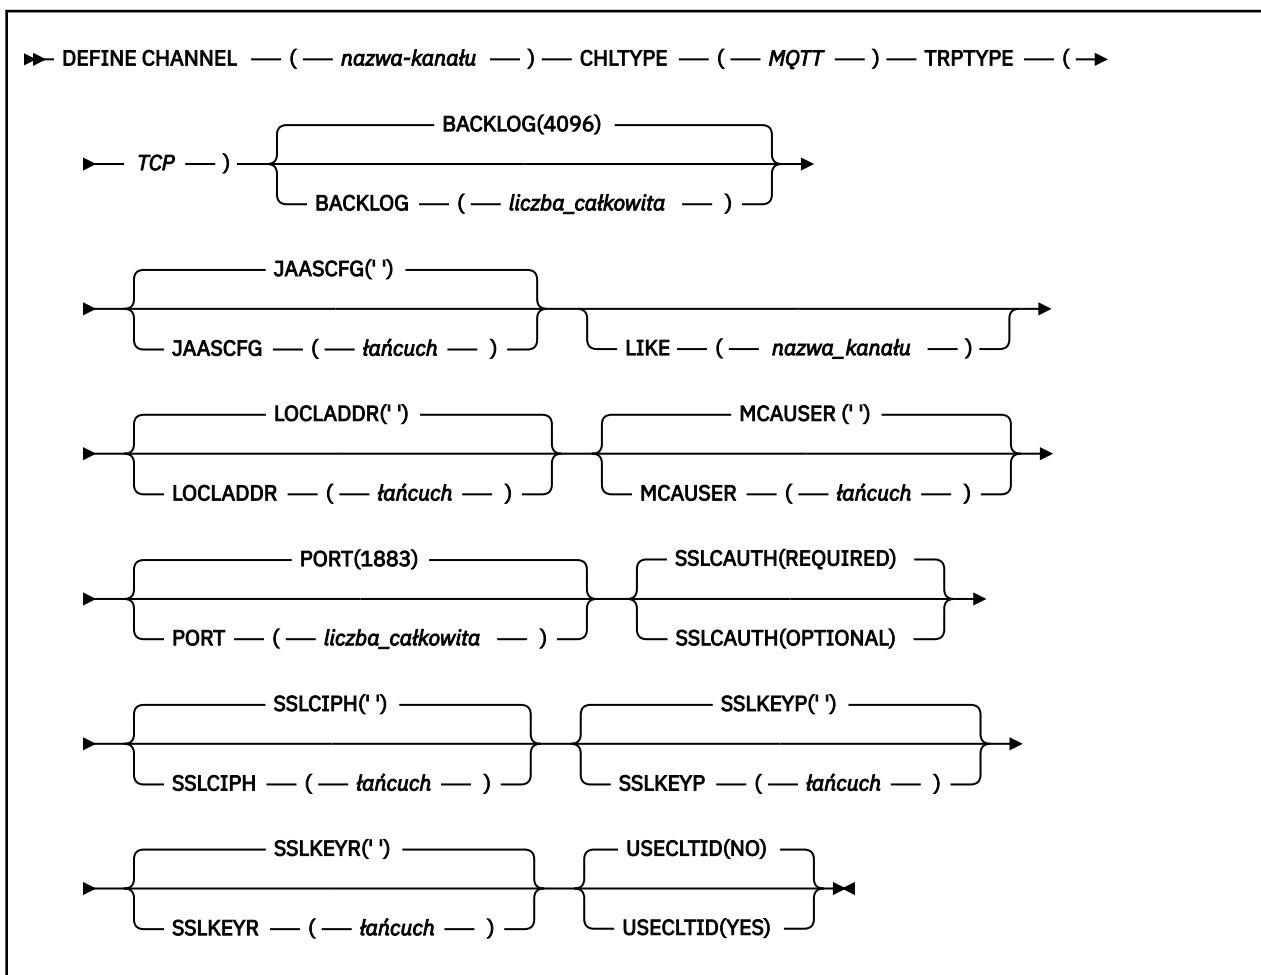 DEFINE CHANNEL ( nazwa-kanału ) CHLTYPE ( MQTT ) TRPTYPE (
BACKLOG(4096)
TCP )
BACKLOG ( liczba_całkowita )
JAASCFG(' ')
JAASCFG ( łańcuch )
LIKE ( nazwa_kanału )
LOCLADDR(' ') MCAUSER (' ')
LOCLADDR ( łańcuch ) MCAUSER ( łańcuch )
PORT(1883) SSLCAUTH(REQUIRED)
PORT ( liczba_całkowita ) SSLCAUTH(OPTIONAL)
SSLCIPH(' ') SSLKEYP(' ')
SSLCIPH ( łańcuch ) SSLKEYP ( łańcuch )
SSLKEYR(' ') USECLTID(NO)
SSLKEYR ( łańcuch ) USECLTID(YES)